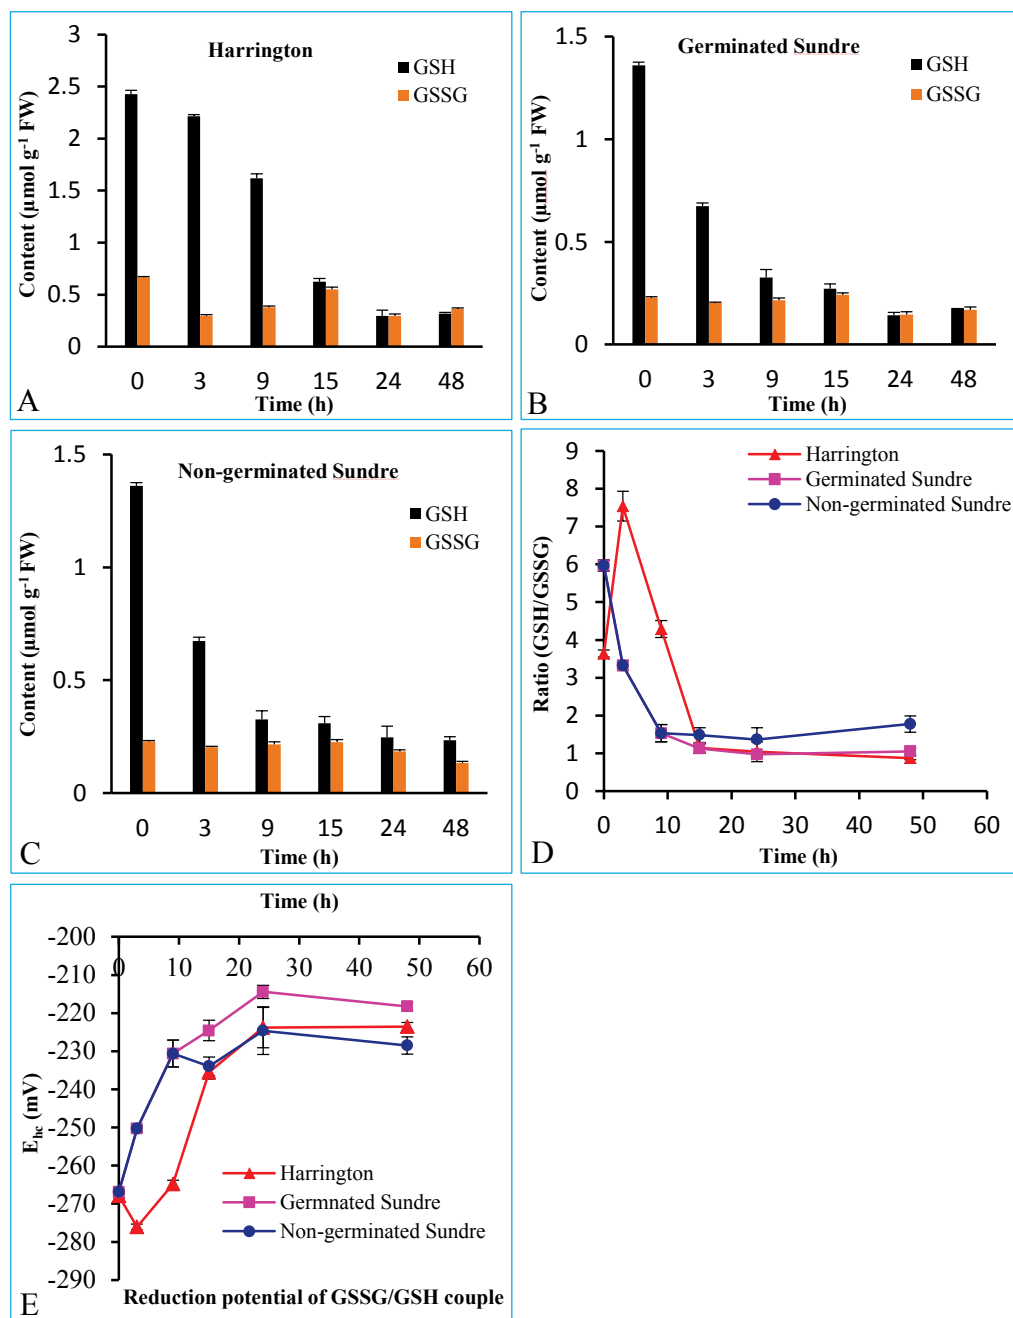 Harrington
GSH
GSSG
Content (µmol g⁻¹ FW)
3
2.5
2
1.5
1
0.5
0
0 3 9 15 24 48
Time (h)
A
Germinated Sundre
GSH
GSSG
Content (µmol g⁻¹ FW)
1.5
1
0.5
0
0 3 9 15 24 48
Time (h)
B
Non-germinated Sundre
GSH
GSSG
Content (µmol g⁻¹ FW)
1.5
1
0.5
0
0 3 9 15 24 48
Time (h)
C
Harrington
Germinated Sundre
Non-germinated Sundre
Ratio (GSH/GSSG)
9
8
7
6
5
4
3
2
1
0
0 10 20 30 40 50 60
Time (h)
D
Time (h)
0 10 20 30 40 50 60
-200
-210
-220
-230
-240
-250
-260
-270
-280
-290
Ehc (mV)
Harrington
Germnated Sundre
Non-germinated Sundre
Reduction potential of GSSG/GSH couple
E